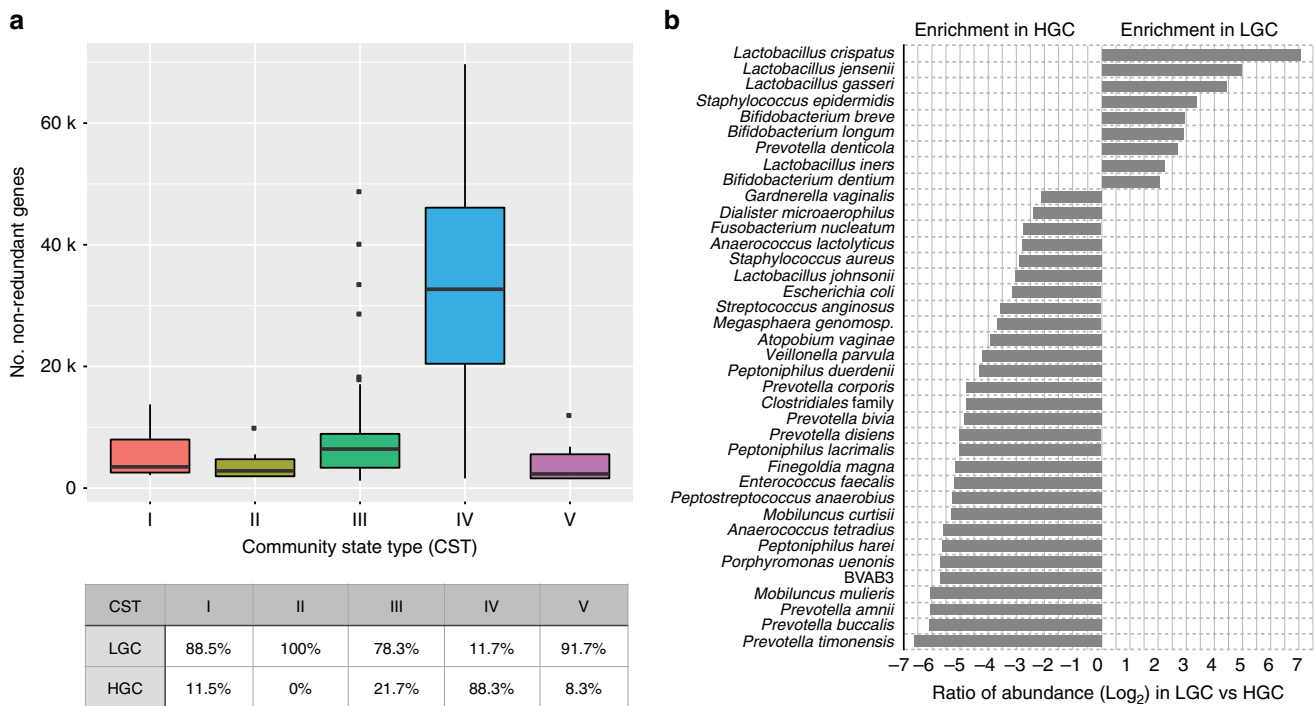 a
No. non-redundant genes
60 k
40 k
20 k
0
I II III IV V
Community state type (CST)
CST I II III IV V
LGC 88.5% 100% 78.3% 11.7% 91.7%
HGC 11.5% 0% 21.7% 88.3% 8.3%
b
Enrichment in HGC Enrichment in LGC
Lactobacillus crispatus
Lactobacillus jensenii
Lactobacillus gasseri
Staphylococcus epidermidis
Bifidobacterium breve
Bifidobacterium longum
Prevotella denticola
Lactobacillus iners
Bifidobacterium dentium
Gardnerella vaginalis
Dialister microaerophilus
Fusobacterium nucleatum
Anaerococcus lactolyticus
Staphylococcus aureus
Lactobacillus johnsonii
Escherichia coli
Streptococcus anginosus
Megasphaera genomosp.
Atopobium vaginae
Veillonella parvula
Peptoniphilus duerdenii
Prevotella corporis
Clostridiales family
Prevotella bivia
Prevotella disiens
Peptoniphilus lacrimalis
Finegoldia magna
Enterococcus faecalis
Peptostreptococcus anaerobius
Mobiluncus curtisii
Anaerococcus tetradius
Peptoniphilus harei
Porphyromonas uenonis
BVAB3
Mobiluncus mulieris
Prevotella amnii
Prevotella buccalis
Prevotella timonensis
−7 −6 −5 −4 −3 −2 −1 0 1 2 3 4 5 6 7
Ratio of abundance (Log2) in LGC vs HGC